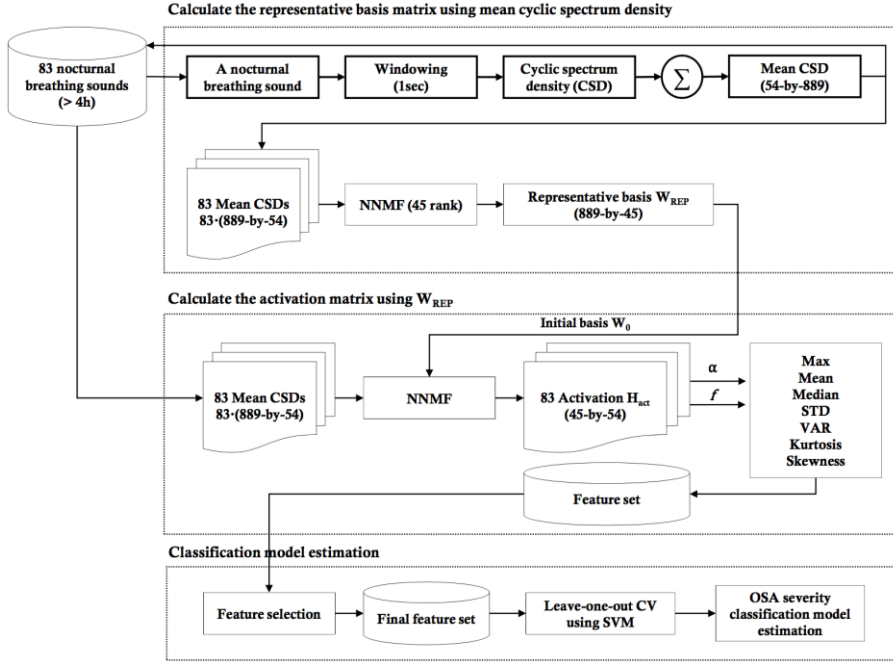 Calculate the representative basis matrix using mean cyclic spectrum density
83 nocturnal
breathing sounds
(> 4h)
A nocturnal
breathing sound
Windowing
(1sec)
Cyclic spectrum
density (CSD)
Σ
Mean CSD
(54-by-889)
83 Mean CSDs
83·(889-by-54)
NNMF (45 rank)
Representative basis W_REP
(889-by-45)
Calculate the activation matrix using W_REP
Initial basis W_0
83 Mean CSDs
83·(889-by-54)
NNMF
83 Activation H_act
(45-by-54)
α
f
Max
Mean
Median
STD
VAR
Kurtosis
Skewness
Feature set
Classification model estimation
Feature selection
Final feature set
Leave-one-out CV
using SVM
OSA severity
classification model
estimation